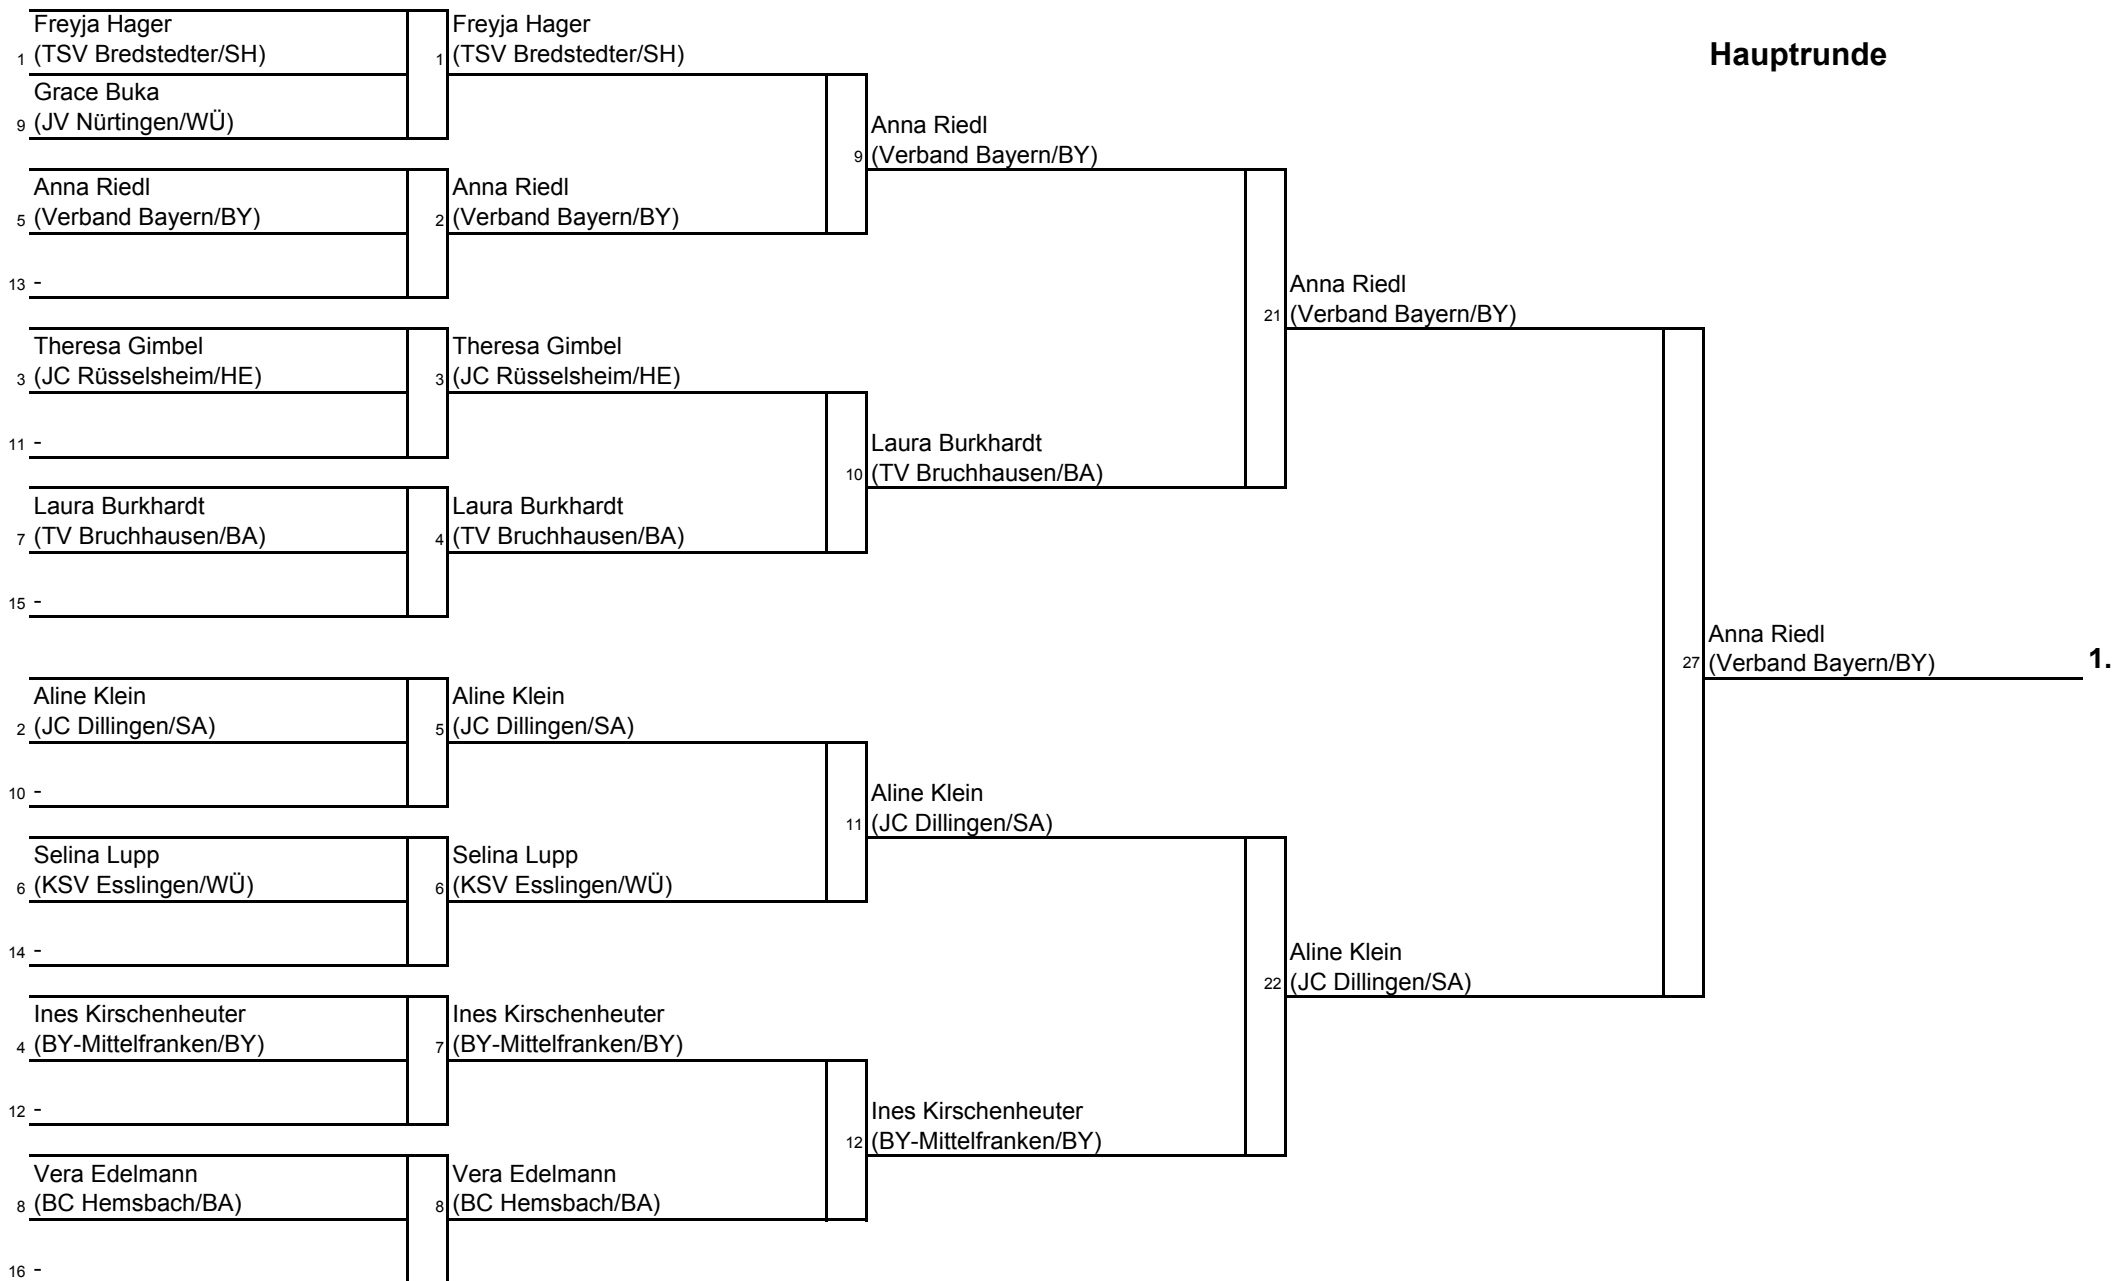 Hauptrunde
Freyja Hager
1 (TSV Bredstedter/SH)
Grace Buka
9 (JV Nürtingen/WÜ)
Anna Riedl
5 (Verband Bayern/BY)
13 -
Theresa Gimbel
3 (JC Rüsselsheim/HE)
11 -
Laura Burkhardt
7 (TV Bruchhausen/BA)
15 -
Aline Klein
2 (JC Dillingen/SA)
10 -
Selina Lupp
6 (KSV Esslingen/WÜ)
14 -
Ines Kirschenheuter
4 (BY-Mittelfranken/BY)
12 -
Vera Edelmann
8 (BC Hemsbach/BA)
16 -
Freyja Hager
1 (TSV Bredstedter/SH)
Anna Riedl
2 (Verband Bayern/BY)
Theresa Gimbel
3 (JC Rüsselsheim/HE)
Laura Burkhardt
4 (TV Bruchhausen/BA)
Aline Klein
5 (JC Dillingen/SA)
Selina Lupp
6 (KSV Esslingen/WÜ)
Ines Kirschenheuter
7 (BY-Mittelfranken/BY)
Vera Edelmann
8 (BC Hemsbach/BA)
Anna Riedl
9 (Verband Bayern/BY)
Laura Burkhardt
10 (TV Bruchhausen/BA)
Aline Klein
11 (JC Dillingen/SA)
Ines Kirschenheuter
12 (BY-Mittelfranken/BY)
Anna Riedl
21 (Verband Bayern/BY)
Aline Klein
22 (JC Dillingen/SA)
Anna Riedl
27 (Verband Bayern/BY) 1.